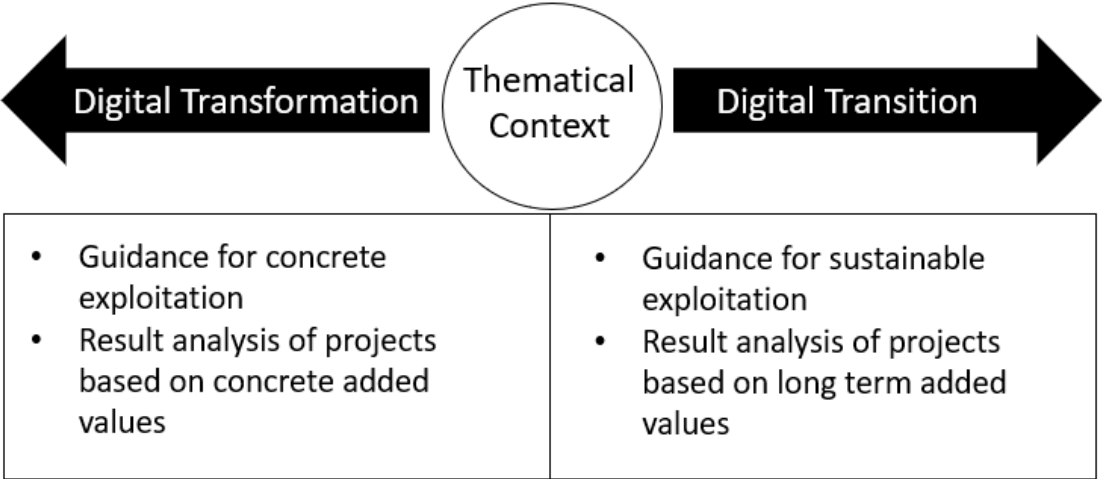 Digital Transformation
Thematical
Context
Digital Transition
• Guidance for concrete
exploitation
• Result analysis of projects
based on concrete added
values
• Guidance for sustainable
exploitation
• Result analysis of projects
based on long term added
values